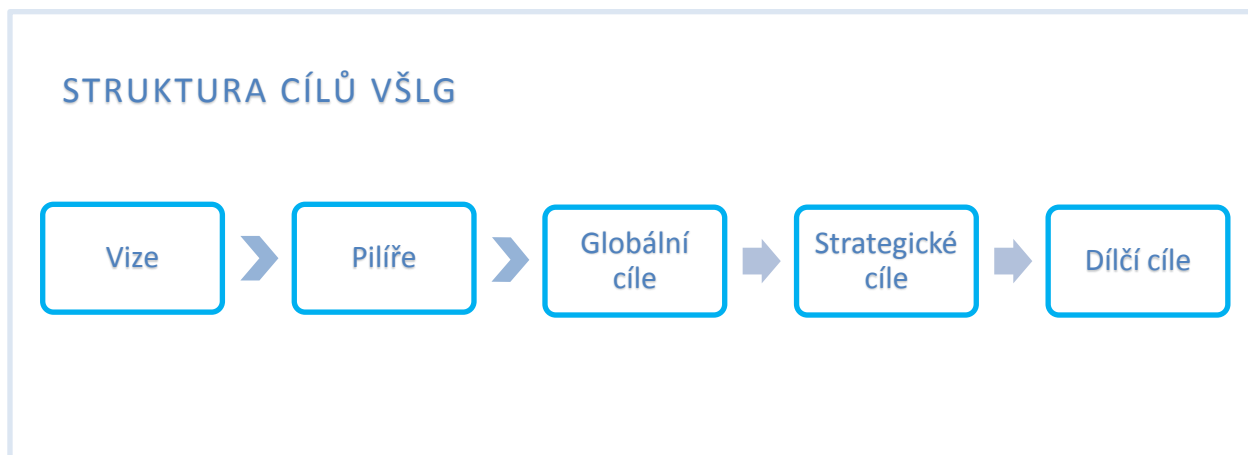 STRUKTURA CÍLŮ VŠLG
Vize
Pilíře
Globální
cíle
Strategické
cíle
Dílčí cíle